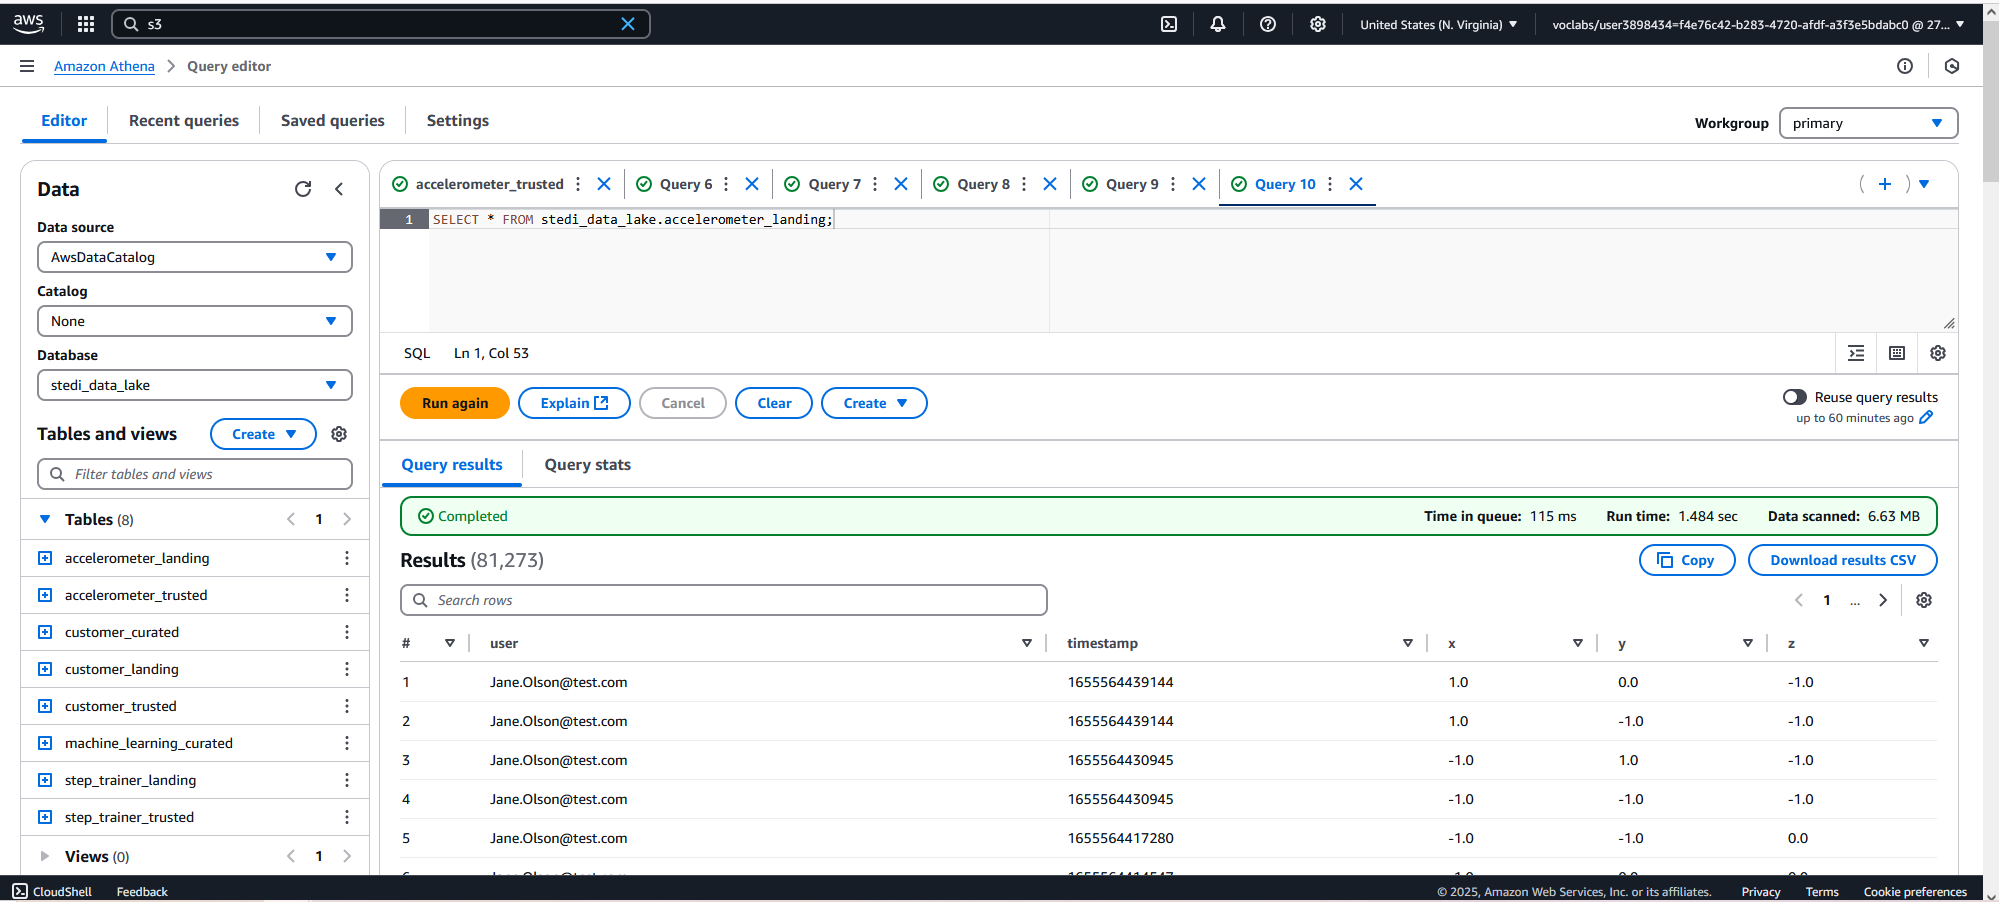 aws
s3
United States (N. Virginia)
voclabs/user3898434=f4e76c42-b283-4720-afdf-a3f3e5bdabc0 @ 27...
Amazon Athena > Query editor
Editor
Recent queries
Saved queries
Settings
Workgroup
primary
Data
Data source
AwsDataCatalog
Catalog
None
Database
stedi_data_lake
Tables and views
Create
Filter tables and views
Tables (8)
1
accelerometer_landing
accelerometer_trusted
customer_curated
customer_landing
customer_trusted
machine_learning_curated
step_trainer_landing
step_trainer_trusted
Views (0)
1
accelerometer_trusted
Query 6
Query 7
Query 8
Query 9
Query 10
1 SELECT * FROM stedi_data_lake.accelerometer_landing;
SQL Ln 1, Col 53
Run again
Explain
Cancel
Clear
Create
Reuse query results
up to 60 minutes ago
Query results
Query stats
Completed
Time in queue: 115 ms Run time: 1.484 sec Data scanned: 6.63 MB
Results (81,273)
Copy
Download results CSV
Search rows
1 ...
# user timestamp x y z
1 Jane.Olson@test.com 1655564439144 1.0 0.0 -1.0
2 Jane.Olson@test.com 1655564439144 1.0 -1.0 -1.0
3 Jane.Olson@test.com 1655564430945 -1.0 1.0 -1.0
4 Jane.Olson@test.com 1655564430945 -1.0 -1.0 -1.0
5 Jane.Olson@test.com 1655564417280 -1.0 -1.0 0.0
CloudShell
Feedback
© 2025, Amazon Web Services, Inc. or its affiliates.
Privacy
Terms
Cookie preferences